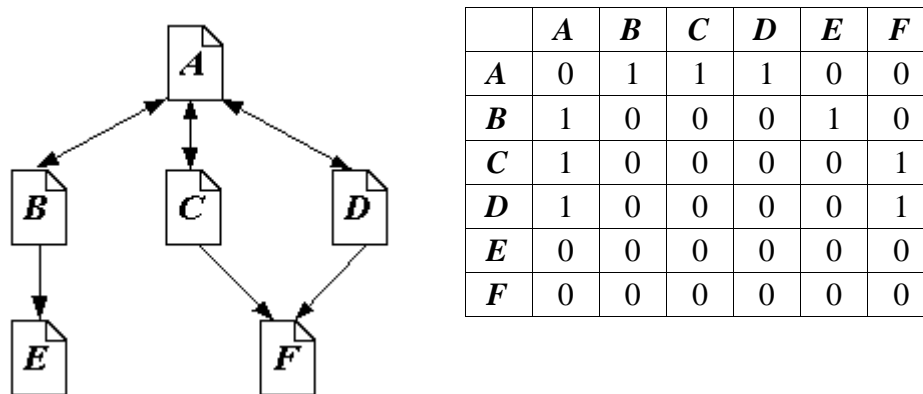 A
B C D
E F
A B C D E F
A 0 1 1 1 0 0
B 1 0 0 0 1 0
C 1 0 0 0 0 1
D 1 0 0 0 0 1
E 0 0 0 0 0 0
F 0 0 0 0 0 0